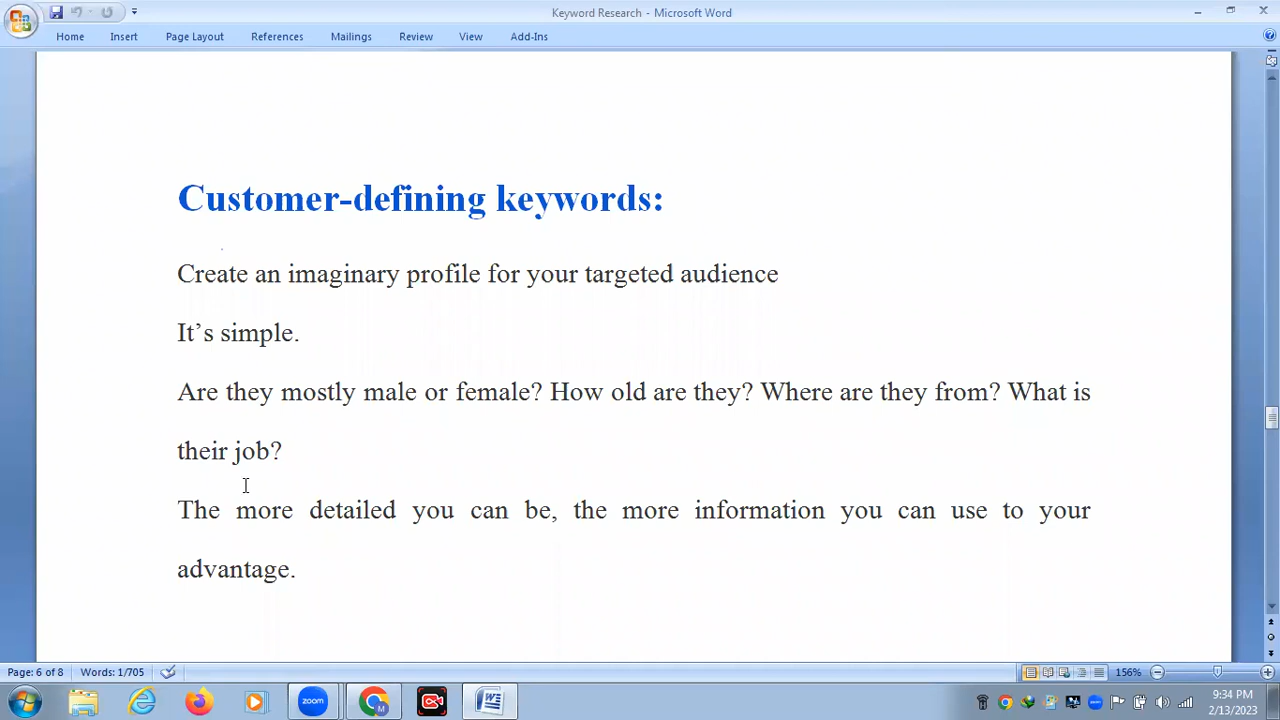 Keyword Research - Microsoft Word
Home Insert Page Layout References Mailings Review View Add-Ins
Customer-defining keywords:
Create an imaginary profile for your targeted audience
It's simple.
Are they mostly male or female? How old are they? Where are they from? What is
their job?
The more detailed you can be, the more information you can use to your
advantage.
Page: 6 of 8 Words: 1/705 156%
zoom M W
9:34 PM
2/13/2023